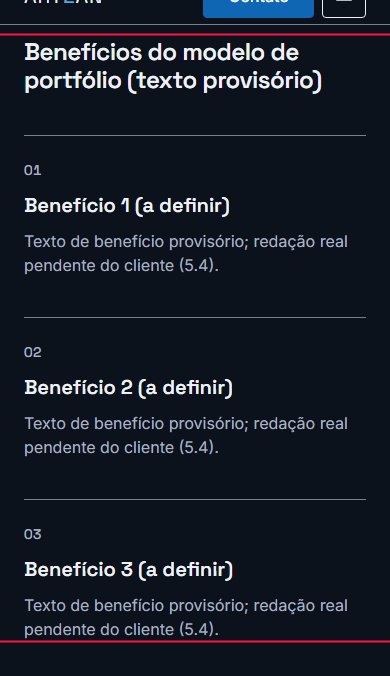 Contato
Benefícios do modelo de
portfólio (texto provisório)
01
Benefício 1 (a definir)
Texto de benefício provisório; redação real
pendente do cliente (5.4).
02
Benefício 2 (a definir)
Texto de benefício provisório; redação real
pendente do cliente (5.4).
03
Benefício 3 (a definir)
Texto de benefício provisório; redação real
pendente do cliente (5.4).